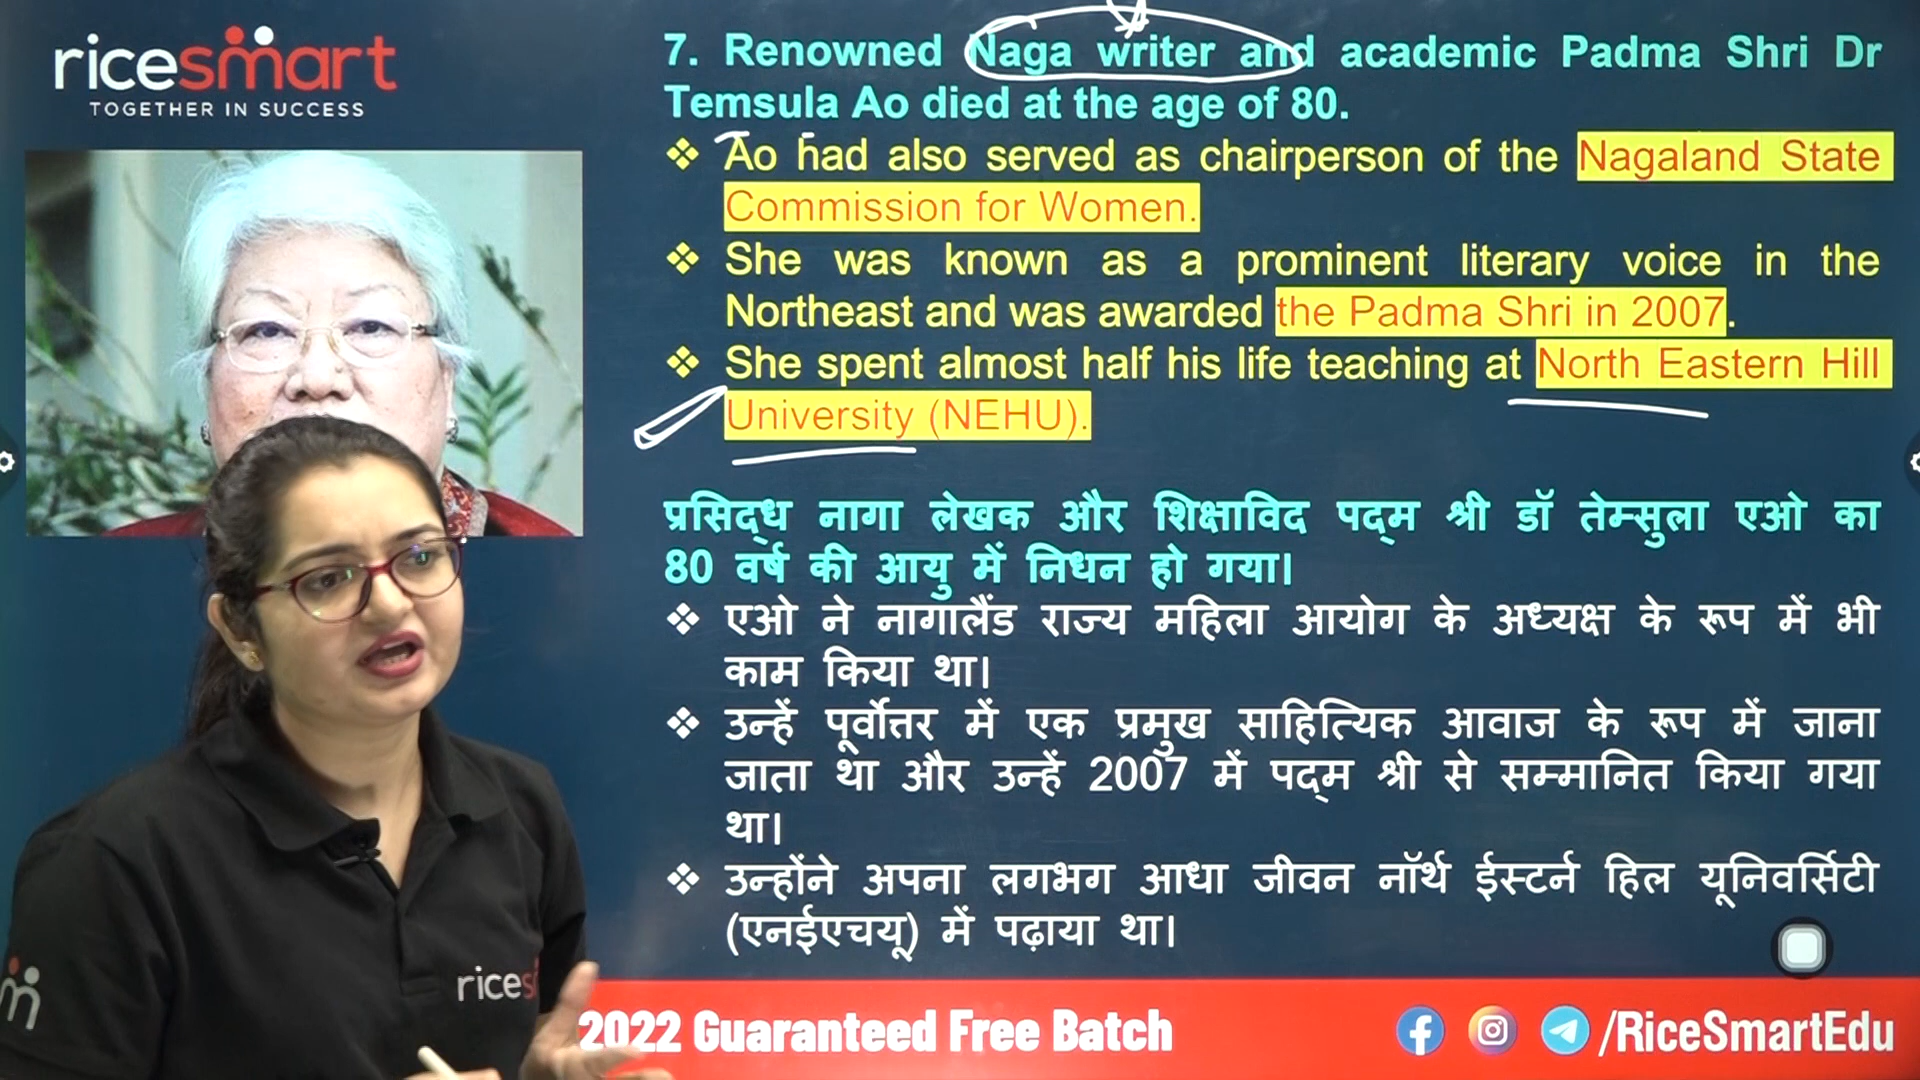 ricesmart
TOGETHER IN SUCCESS
7. Renowned Naga writer and academic Padma Shri Dr
Temsula Ao died at the age of 80.
❖ Ao had also served as chairperson of the Nagaland State
Commission for Women.
❖ She was known as a prominent literary voice in the
Northeast and was awarded the Padma Shri in 2007.
❖ She spent almost half his life teaching at North Eastern Hill
University (NEHU).
प्रसिद्ध नागा लेखक और शिक्षाविद पद्म श्री डॉ तेम्सुला एओ का
80 वर्ष की आयु में निधन हो गया।
❖ एओ ने नागालैंड राज्य महिला आयोग के अध्यक्ष के रूप में भी
काम किया था।
❖ उन्हें पूर्वोत्तर में एक प्रमुख साहित्यिक आवाज के रूप में जाना
जाता था और उन्हें 2007 में पद्म श्री से सम्मानित किया गया
था।
❖ उन्होंने अपना लगभग आधा जीवन नॉर्थ ईस्टर्न हिल यूनिवर्सिटी
(एनईएचयू) में पढ़ाया था।
rices
2022 Guaranteed Free Batch
/RiceSmartEdu